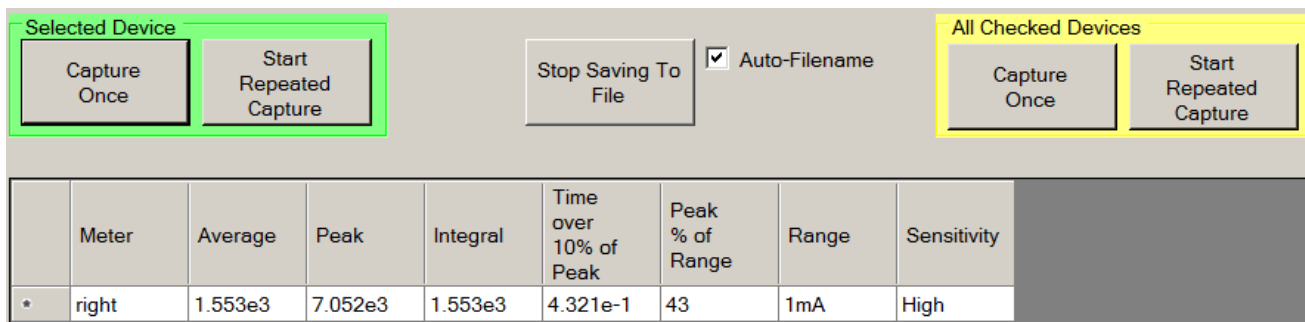 Selected Device
Capture
Once
Start
Repeated
Capture
Stop Saving To
File
Auto-Filename
All Checked Devices
Capture
Once
Start
Repeated
Capture
Meter
Average
Peak
Integral
Time
over
10% of
Peak
Peak
% of
Range
Range
Sensitivity
* right 1.553e3 7.052e3 1.553e3 4.321e-1 43 1mA High